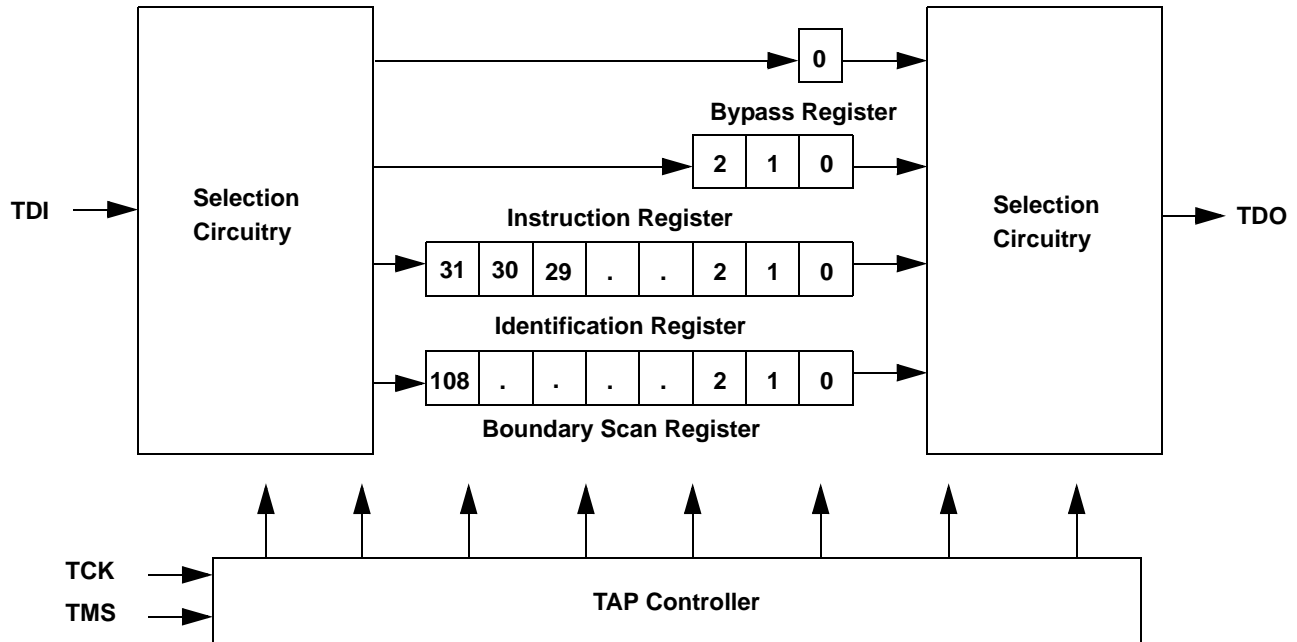 0
Bypass Register
2 1 0
TDI
Selection
Circuitry
Selection
Circuitry
TDO
Instruction Register
31 30 29 . . 2 1 0
Identification Register
108 . . . . 2 1 0
Boundary Scan Register
TCK
TMS
TAP Controller